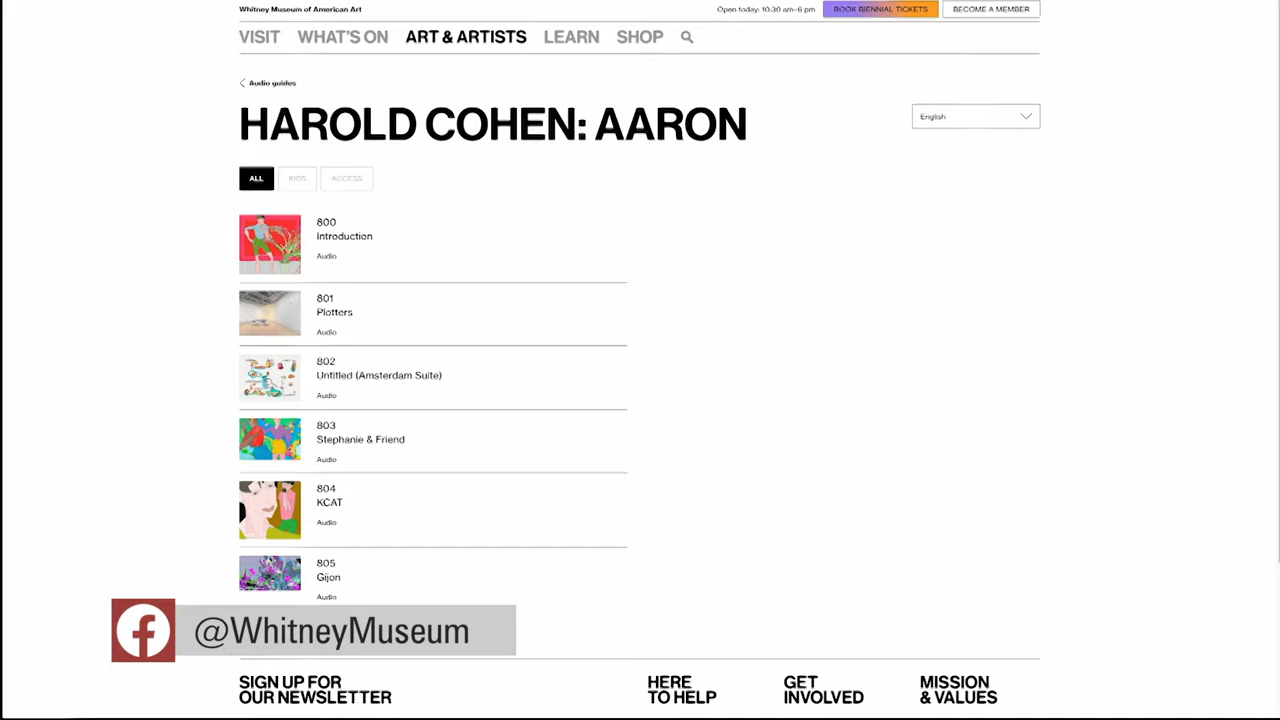 Whitney Museum of American Art
Open today: 10:30 am–6 pm
BOOK BIENNIAL TICKETS
BECOME A MEMBER
VISIT
WHAT'S ON
ART & ARTISTS
LEARN
SHOP
Audio guides
HAROLD COHEN: AARON
English
ALL
KIDS
ACCESS
800
Introduction
Audio
801
Plotters
Audio
802
Untitled (Amsterdam Suite)
Audio
803
Stephanie & Friend
Audio
804
KCAT
Audio
805
Gijon
Audio
@WhitneyMuseum
SIGN UP FOR
OUR NEWSLETTER
HERE
TO HELP
GET
INVOLVED
MISSION
& VALUES